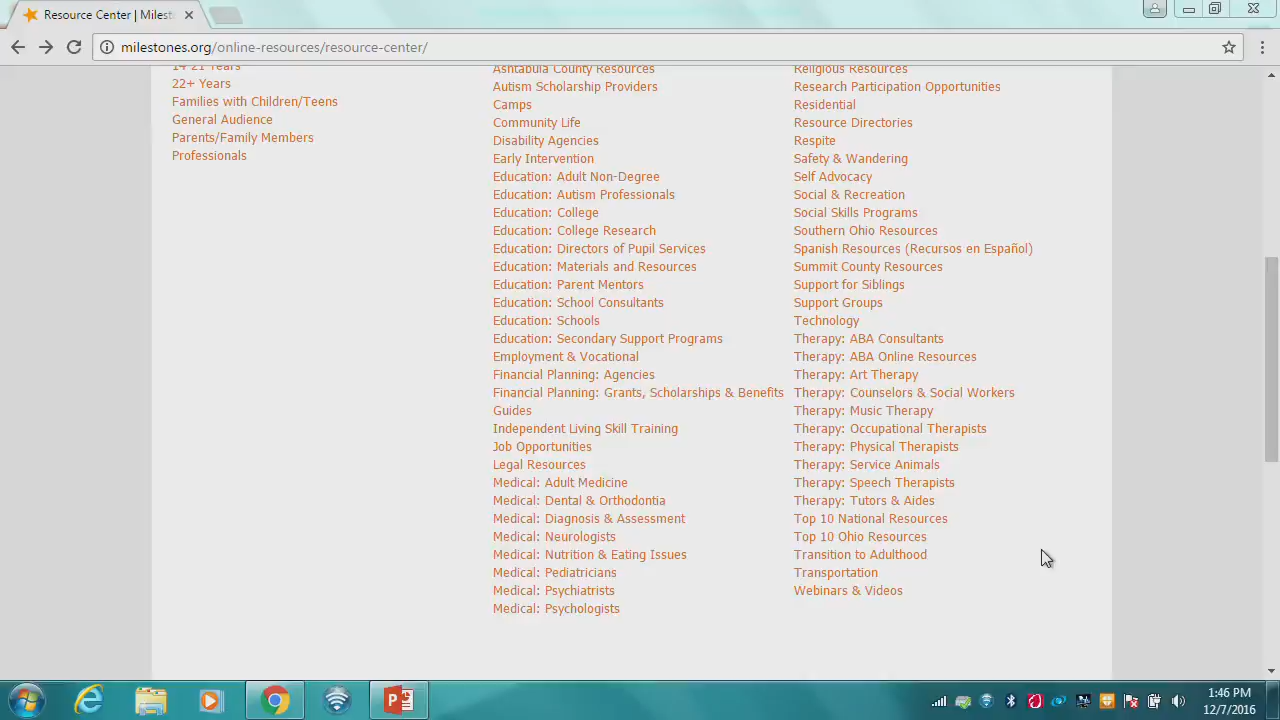 Resource Center | Milest
milestones.org/online-resources/resource-center/
14-21 Years
22+ Years
Families with Children/Teens
General Audience
Parents/Family Members
Professionals
Ashtabula County Resources
Autism Scholarship Providers
Camps
Community Life
Disability Agencies
Early Intervention
Education: Adult Non-Degree
Education: Autism Professionals
Education: College
Education: College Research
Education: Directors of Pupil Services
Education: Materials and Resources
Education: Parent Mentors
Education: School Consultants
Education: Schools
Education: Secondary Support Programs
Employment & Vocational
Financial Planning: Agencies
Financial Planning: Grants, Scholarships & Benefits
Guides
Independent Living Skill Training
Job Opportunities
Legal Resources
Medical: Adult Medicine
Medical: Dental & Orthodontia
Medical: Diagnosis & Assessment
Medical: Neurologists
Medical: Nutrition & Eating Issues
Medical: Pediatricians
Medical: Psychiatrists
Medical: Psychologists
Religious Resources
Research Participation Opportunities
Residential
Resource Directories
Respite
Safety & Wandering
Self Advocacy
Social & Recreation
Social Skills Programs
Southern Ohio Resources
Spanish Resources (Recursos en Español)
Summit County Resources
Support for Siblings
Support Groups
Technology
Therapy: ABA Consultants
Therapy: ABA Online Resources
Therapy: Art Therapy
Therapy: Counselors & Social Workers
Therapy: Music Therapy
Therapy: Occupational Therapists
Therapy: Physical Therapists
Therapy: Service Animals
Therapy: Speech Therapists
Therapy: Tutors & Aides
Top 10 National Resources
Top 10 Ohio Resources
Transition to Adulthood
Transportation
Webinars & Videos
1:46 PM
12/7/2016